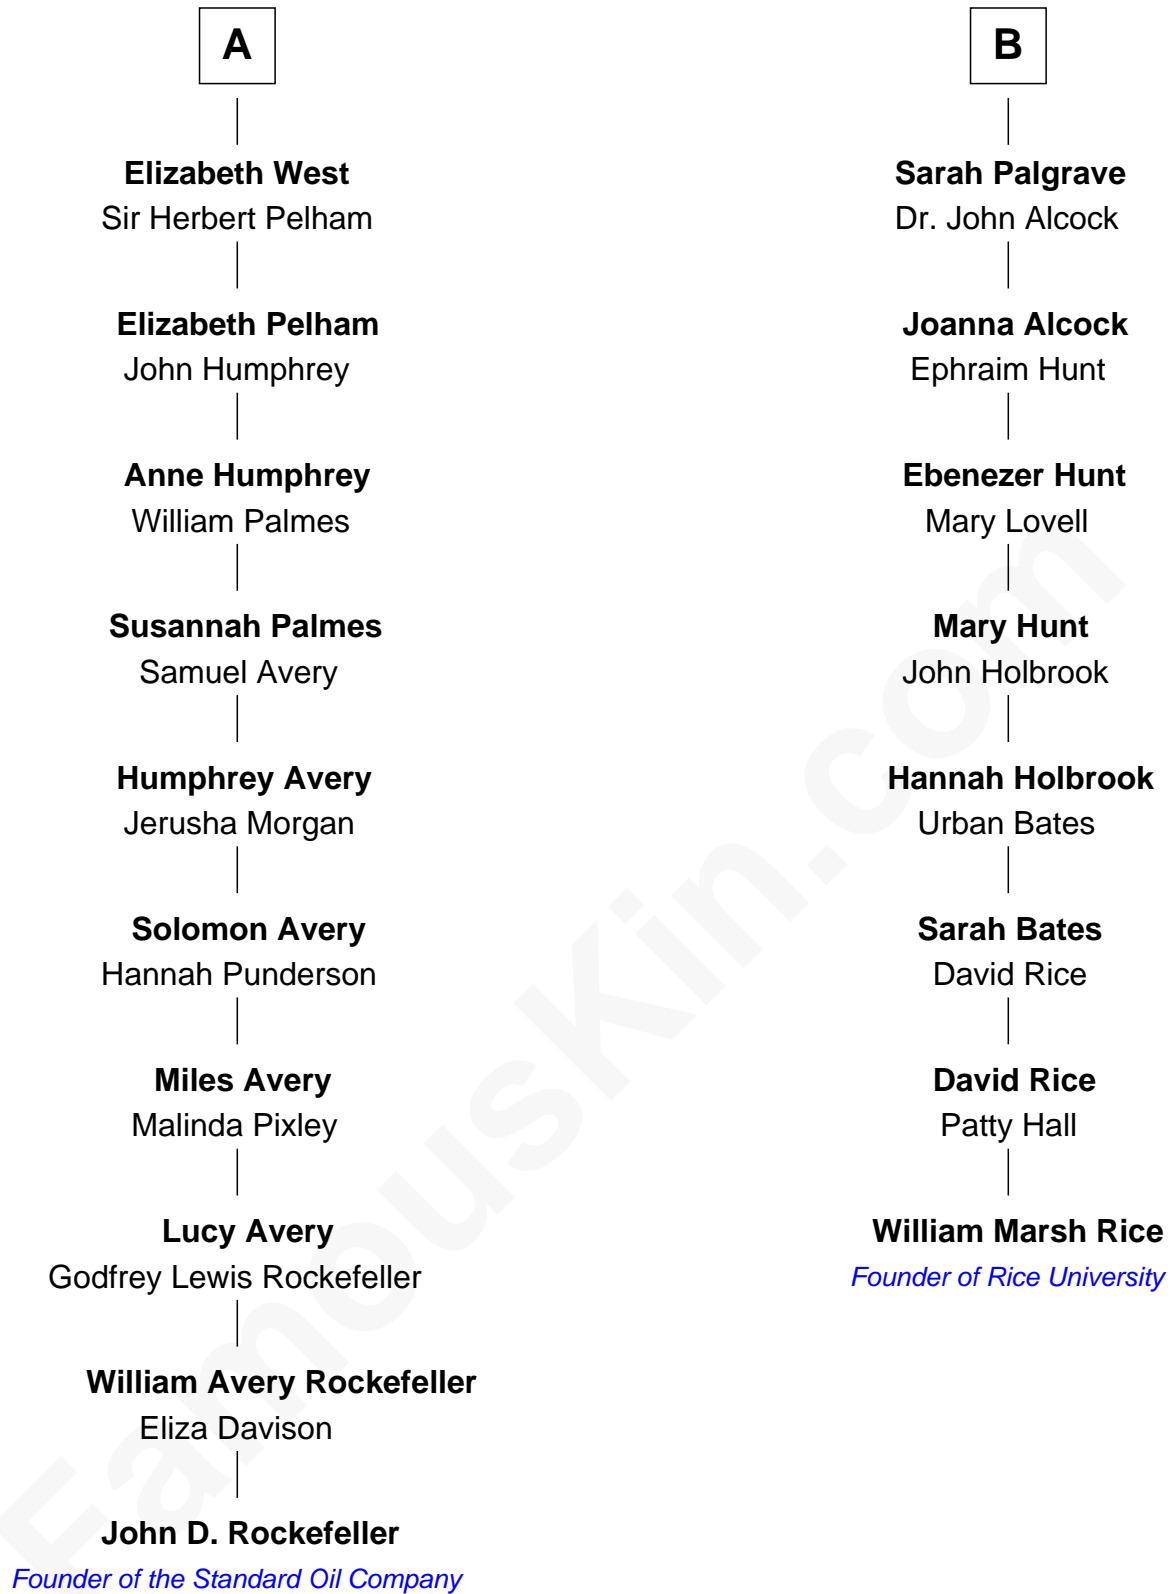 A
Elizabeth West
Sir Herbert Pelham
Elizabeth Pelham
John Humphrey
Anne Humphrey
William Palmes
Susannah Palmes
Samuel Avery
Humphrey Avery
Jerusha Morgan
Solomon Avery
Hannah Punderson
Miles Avery
Malinda Pixley
Lucy Avery
Godfrey Lewis Rockefeller
William Avery Rockefeller
Eliza Davison
John D. Rockefeller
Founder of the Standard Oil Company
B
Sarah Palgrave
Dr. John Alcock
Joanna Alcock
Ephraim Hunt
Ebenezer Hunt
Mary Lovell
Mary Hunt
John Holbrook
Hannah Holbrook
Urban Bates
Sarah Bates
David Rice
David Rice
Patty Hall
William Marsh Rice
Founder of Rice University
FamousKin.com